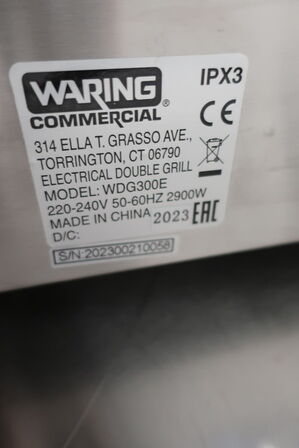 WARING IPX3
COMMERCIAL® CE
314 ELLA T. GRASSO AVE.,
TORRINGTON, CT 06790
ELECTRICAL DOUBLE GRILL
MODEL: WDG300E
220-240V 50-60HZ 2900W
MADE IN CHINA 2023 EAC
D/C:
S/N:202300210058